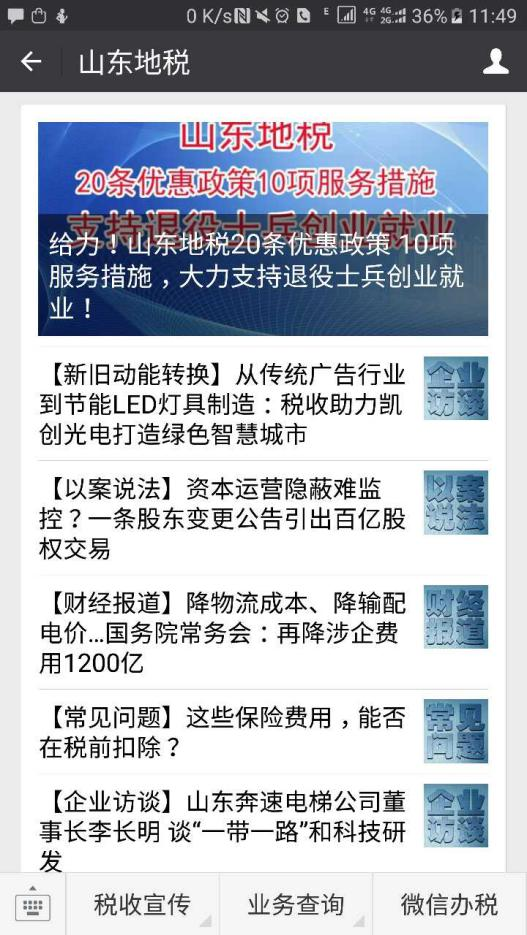 0 K/s 4G 4G 2G 36% 11:49
山东地税
山东地税
20条优惠政策10项服务措施
支持退役士兵创业就业
给力！山东地税20条优惠政策 10项
服务措施，大力支持退役士兵创业就
业！
【新旧动能转换】从传统广告行业
到节能LED灯具制造：税收助力凯
创光电打造绿色智慧城市
企业
访谈
【以案说法】资本运营隐蔽难监
控？一条股东变更公告引出百亿股
权交易
以案
说法
【财经报道】降物流成本、降输配
电价…国务院常务会：再降涉企费
用1200亿
财经
报道
【常见问题】这些保险费用，能否
在税前扣除？
常见
问题
【企业访谈】山东奔速电梯公司董
事长李长明 谈“一带一路”和科技研
发
企业
访谈
税收宣传 业务查询 微信办税